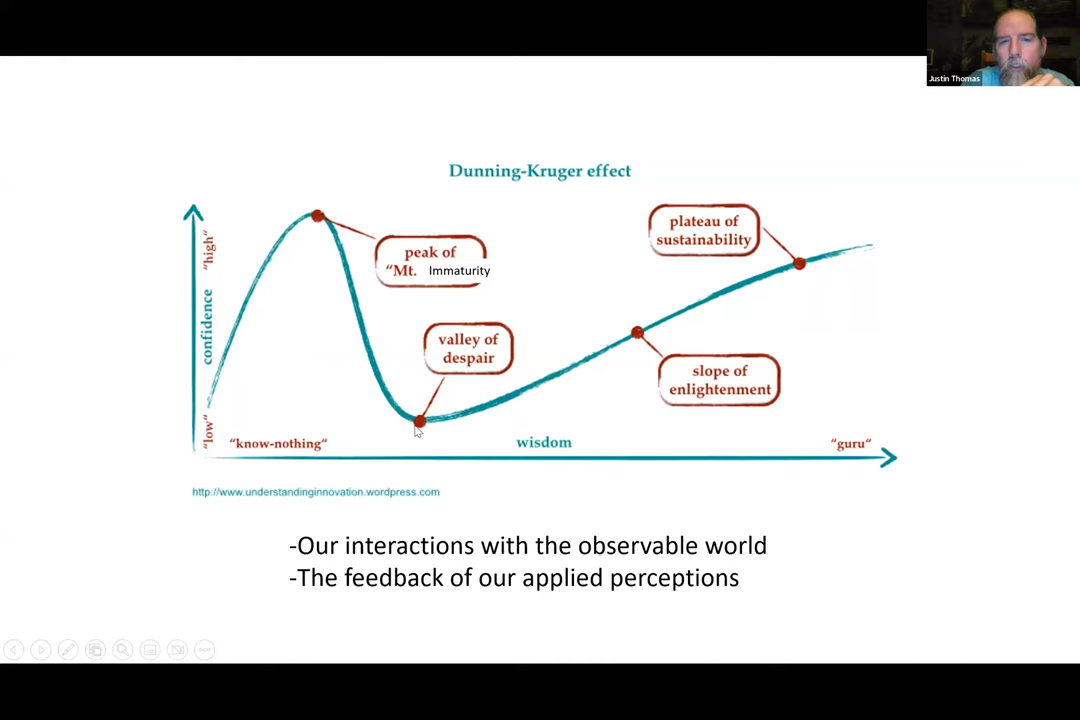 Justin Thomas
Dunning-Kruger effect
plateau of
sustainability
"high"
peak of
"Mt. Immaturity
confidence
valley of
despair
slope of
enlightenment
"low"
"know-nothing"
wisdom
"guru"
http://www.understandinginnovation.wordpress.com
-Our interactions with the observable world
-The feedback of our applied perceptions